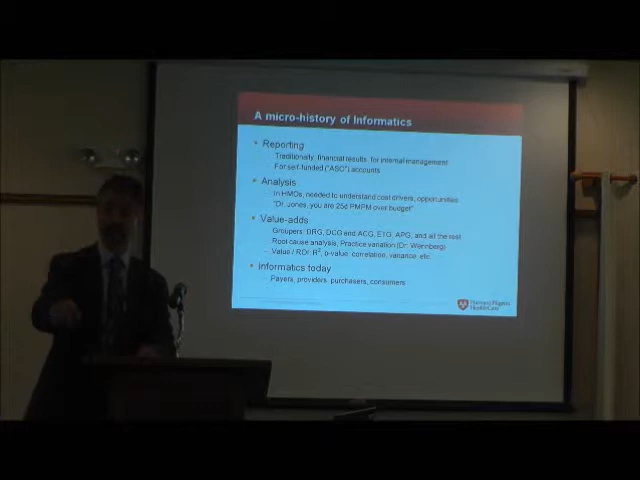 A micro-history of Informatics
• Reporting
Traditionally, financial results for internal management
For self-funded ("ASC") accounts
• Analysis
In HMOs, needed to understand cost drivers, opportunities
"Dr. Jones, you are 25¢ PMPM over budget"
• Value-adds
Groupers: DRG, DCG and ACG, ETG, APG, and all the rest
Root cause analysis, Practice variation (Dr. Wennberg)
Value / ROI: R², p-value, correlation, variance, etc.
• Informatics today
Payers, providers, purchasers, consumers
HealthCare